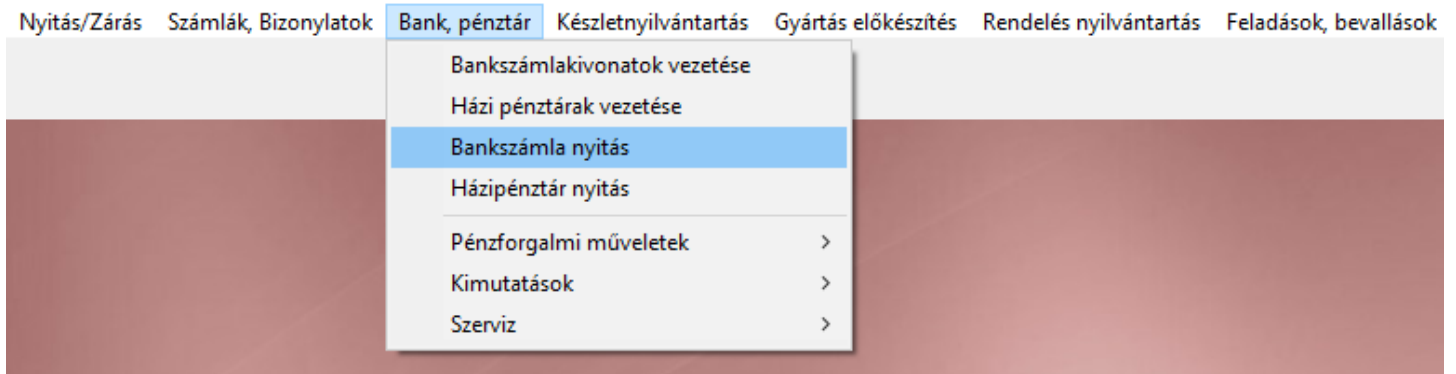 Nyitás/Zárás Számlák, Bizonylatok Bank, pénztár Készletnyilvántartás Gyártás előkészítés Rendelés nyilvántartás Feladások, bevallások
Bankszámlakivonatok vezetése
Házi pénztárak vezetése
Bankszámla nyitás
Házipénztár nyitás
Pénzforgalmi műveletek
Kimutatások
Szerviz